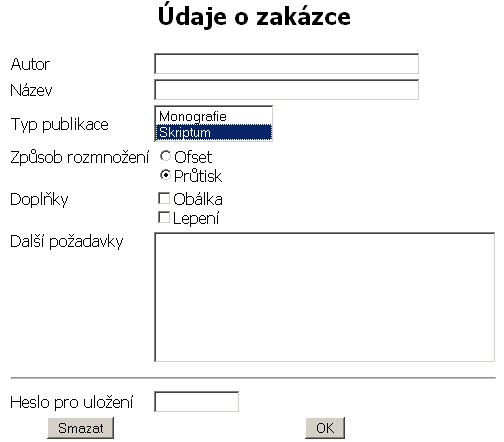 Údaje o zakázce
Autor
Název
Typ publikace
Monografie
Skriptum
Způsob rozmnožení
Ofset
Průtisk
Doplňky
Obálka
Lepení
Další požadavky
Heslo pro uložení
Smazat
OK